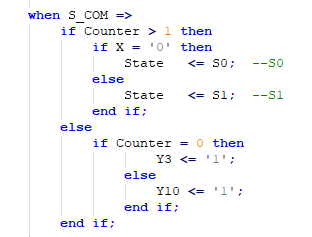 when S_COM =>
if Counter > 1 then
if X = '0' then
State <= S0; --S0
else
State <= S1; --S1
end if;
else
if Counter = 0 then
Y3 <= '1';
else
Y10 <= '1';
end if;
end if;